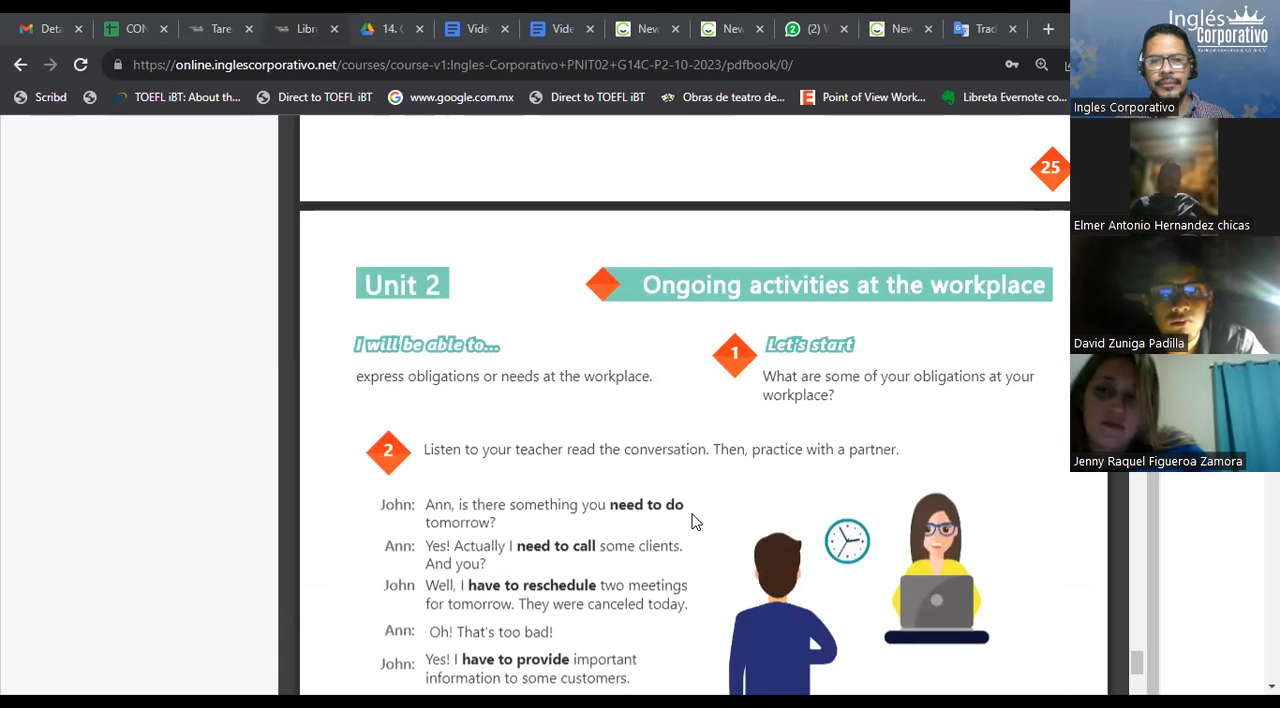 Deta
CON
Tare
Libro
14. C
Vide
Vide
New
New
(2) W
New
Trad
https://online.inglescorporativo.net/courses/course-v1:Ingles-Corporativo+PNIT02+G14C-P2-10-2023/pdfbook/0/
Scribd
TOEFL iBT: About th...
Direct to TOEFL iBT
www.google.com.mx
Direct to TOEFL iBT
Obras de teatro de...
Point of View Work...
Libreta Evernote co...
Inglés
Corporativo
Ingles Corporativo
Elmer Antonio Hernandez chicas
David Zuniga Padilla
Jenny Raquel Figueroa Zamora
25
Unit 2
Ongoing activities at the workplace
I will be able to...
express obligations or needs at the workplace.
1
Let's start
What are some of your obligations at your
workplace?
2
Listen to your teacher read the conversation. Then, practice with a partner.
John: Ann, is there something you need to do
tomorrow?
Ann: Yes! Actually I need to call some clients.
And you?
John Well, I have to reschedule two meetings
for tomorrow. They were canceled today.
Ann: Oh! That's too bad!
John: Yes! I have to provide important
information to some customers.